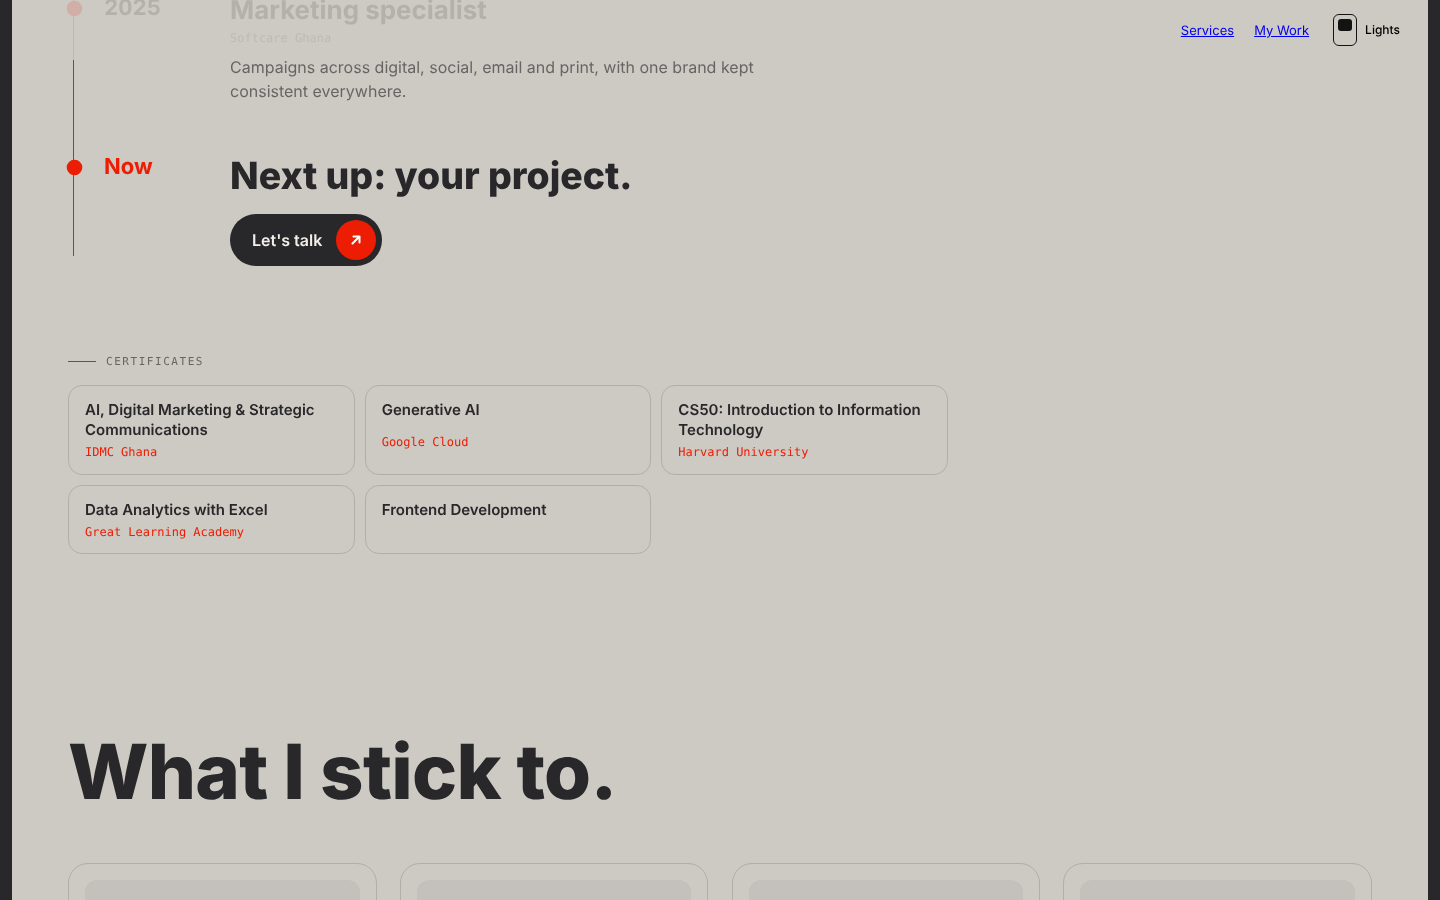 2025
Marketing specialist
Services
My Work
Lights
Softcare Ghana
Campaigns across digital, social, email and print, with one brand kept
consistent everywhere.
Now
Next up: your project.
Let's talk
CERTIFICATES
AI, Digital Marketing & Strategic
Communications
IDMC Ghana
Generative AI
Google Cloud
CS50: Introduction to Information
Technology
Harvard University
Data Analytics with Excel
Great Learning Academy
Frontend Development
What I stick to.